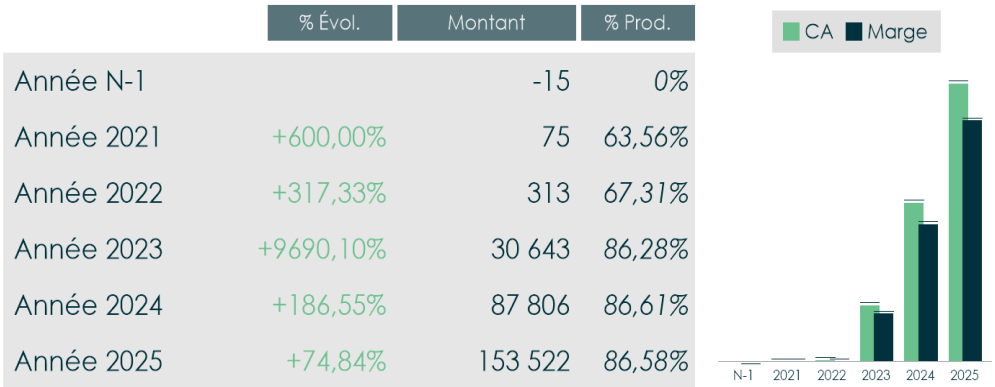 % Évol. Montant % Prod.
Année N-1 -15 0%
Année 2021 +600,00% 75 63,56%
Année 2022 +317,33% 313 67,31%
Année 2023 +9690,10% 30 643 86,28%
Année 2024 +186,55% 87 806 86,61%
Année 2025 +74,84% 153 522 86,58%
CA Marge
N-1 2021 2022 2023 2024 2025